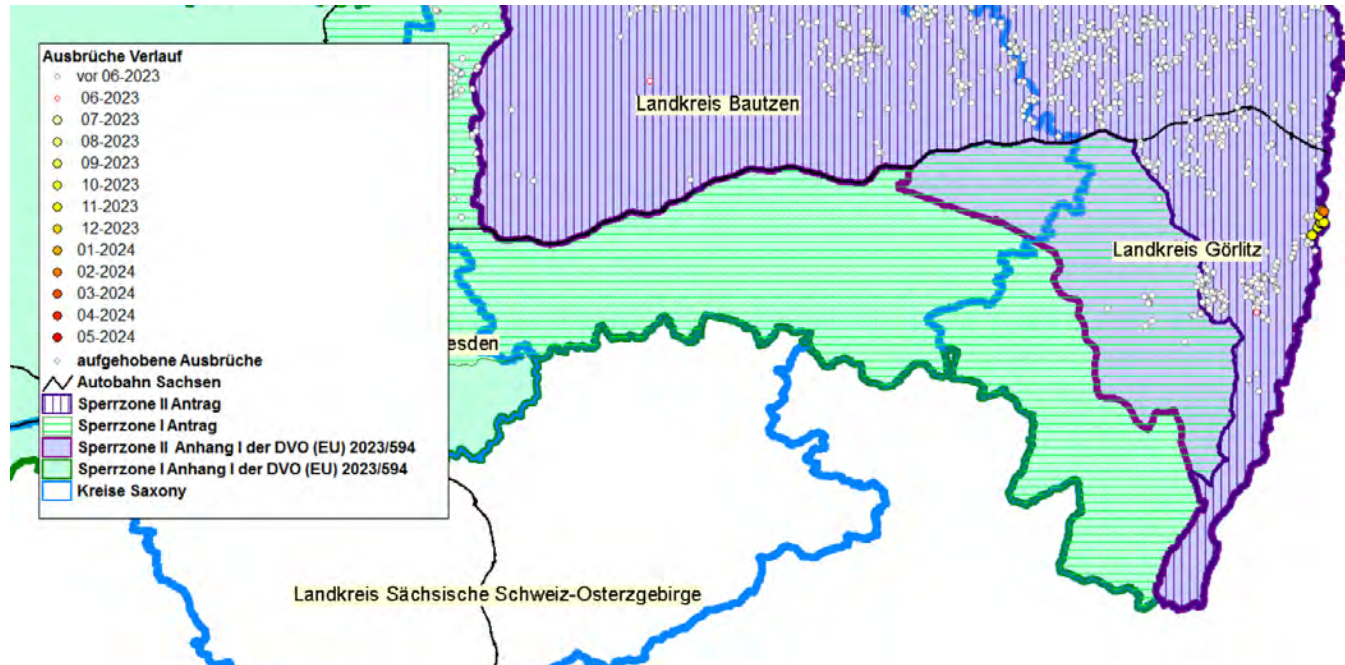 Ausbrüche Verlauf
vor 06-2023
06-2023
07-2023
08-2023
09-2023
10-2023
11-2023
12-2023
01-2024
02-2024
03-2024
04-2024
05-2024
aufgehobene Ausbrüche
Autobahn Sachsen
Sperrzone II Antrag
Sperrzone I Antrag
Sperrzone II Anhang I der DVO (EU) 2023/594
Sperrzone I Anhang I der DVO (EU) 2023/594
Kreise Saxony
Landkreis Bautzen
Landkreis Görlitz
esden
Landkreis Sächsische Schweiz-Osterzgebirge